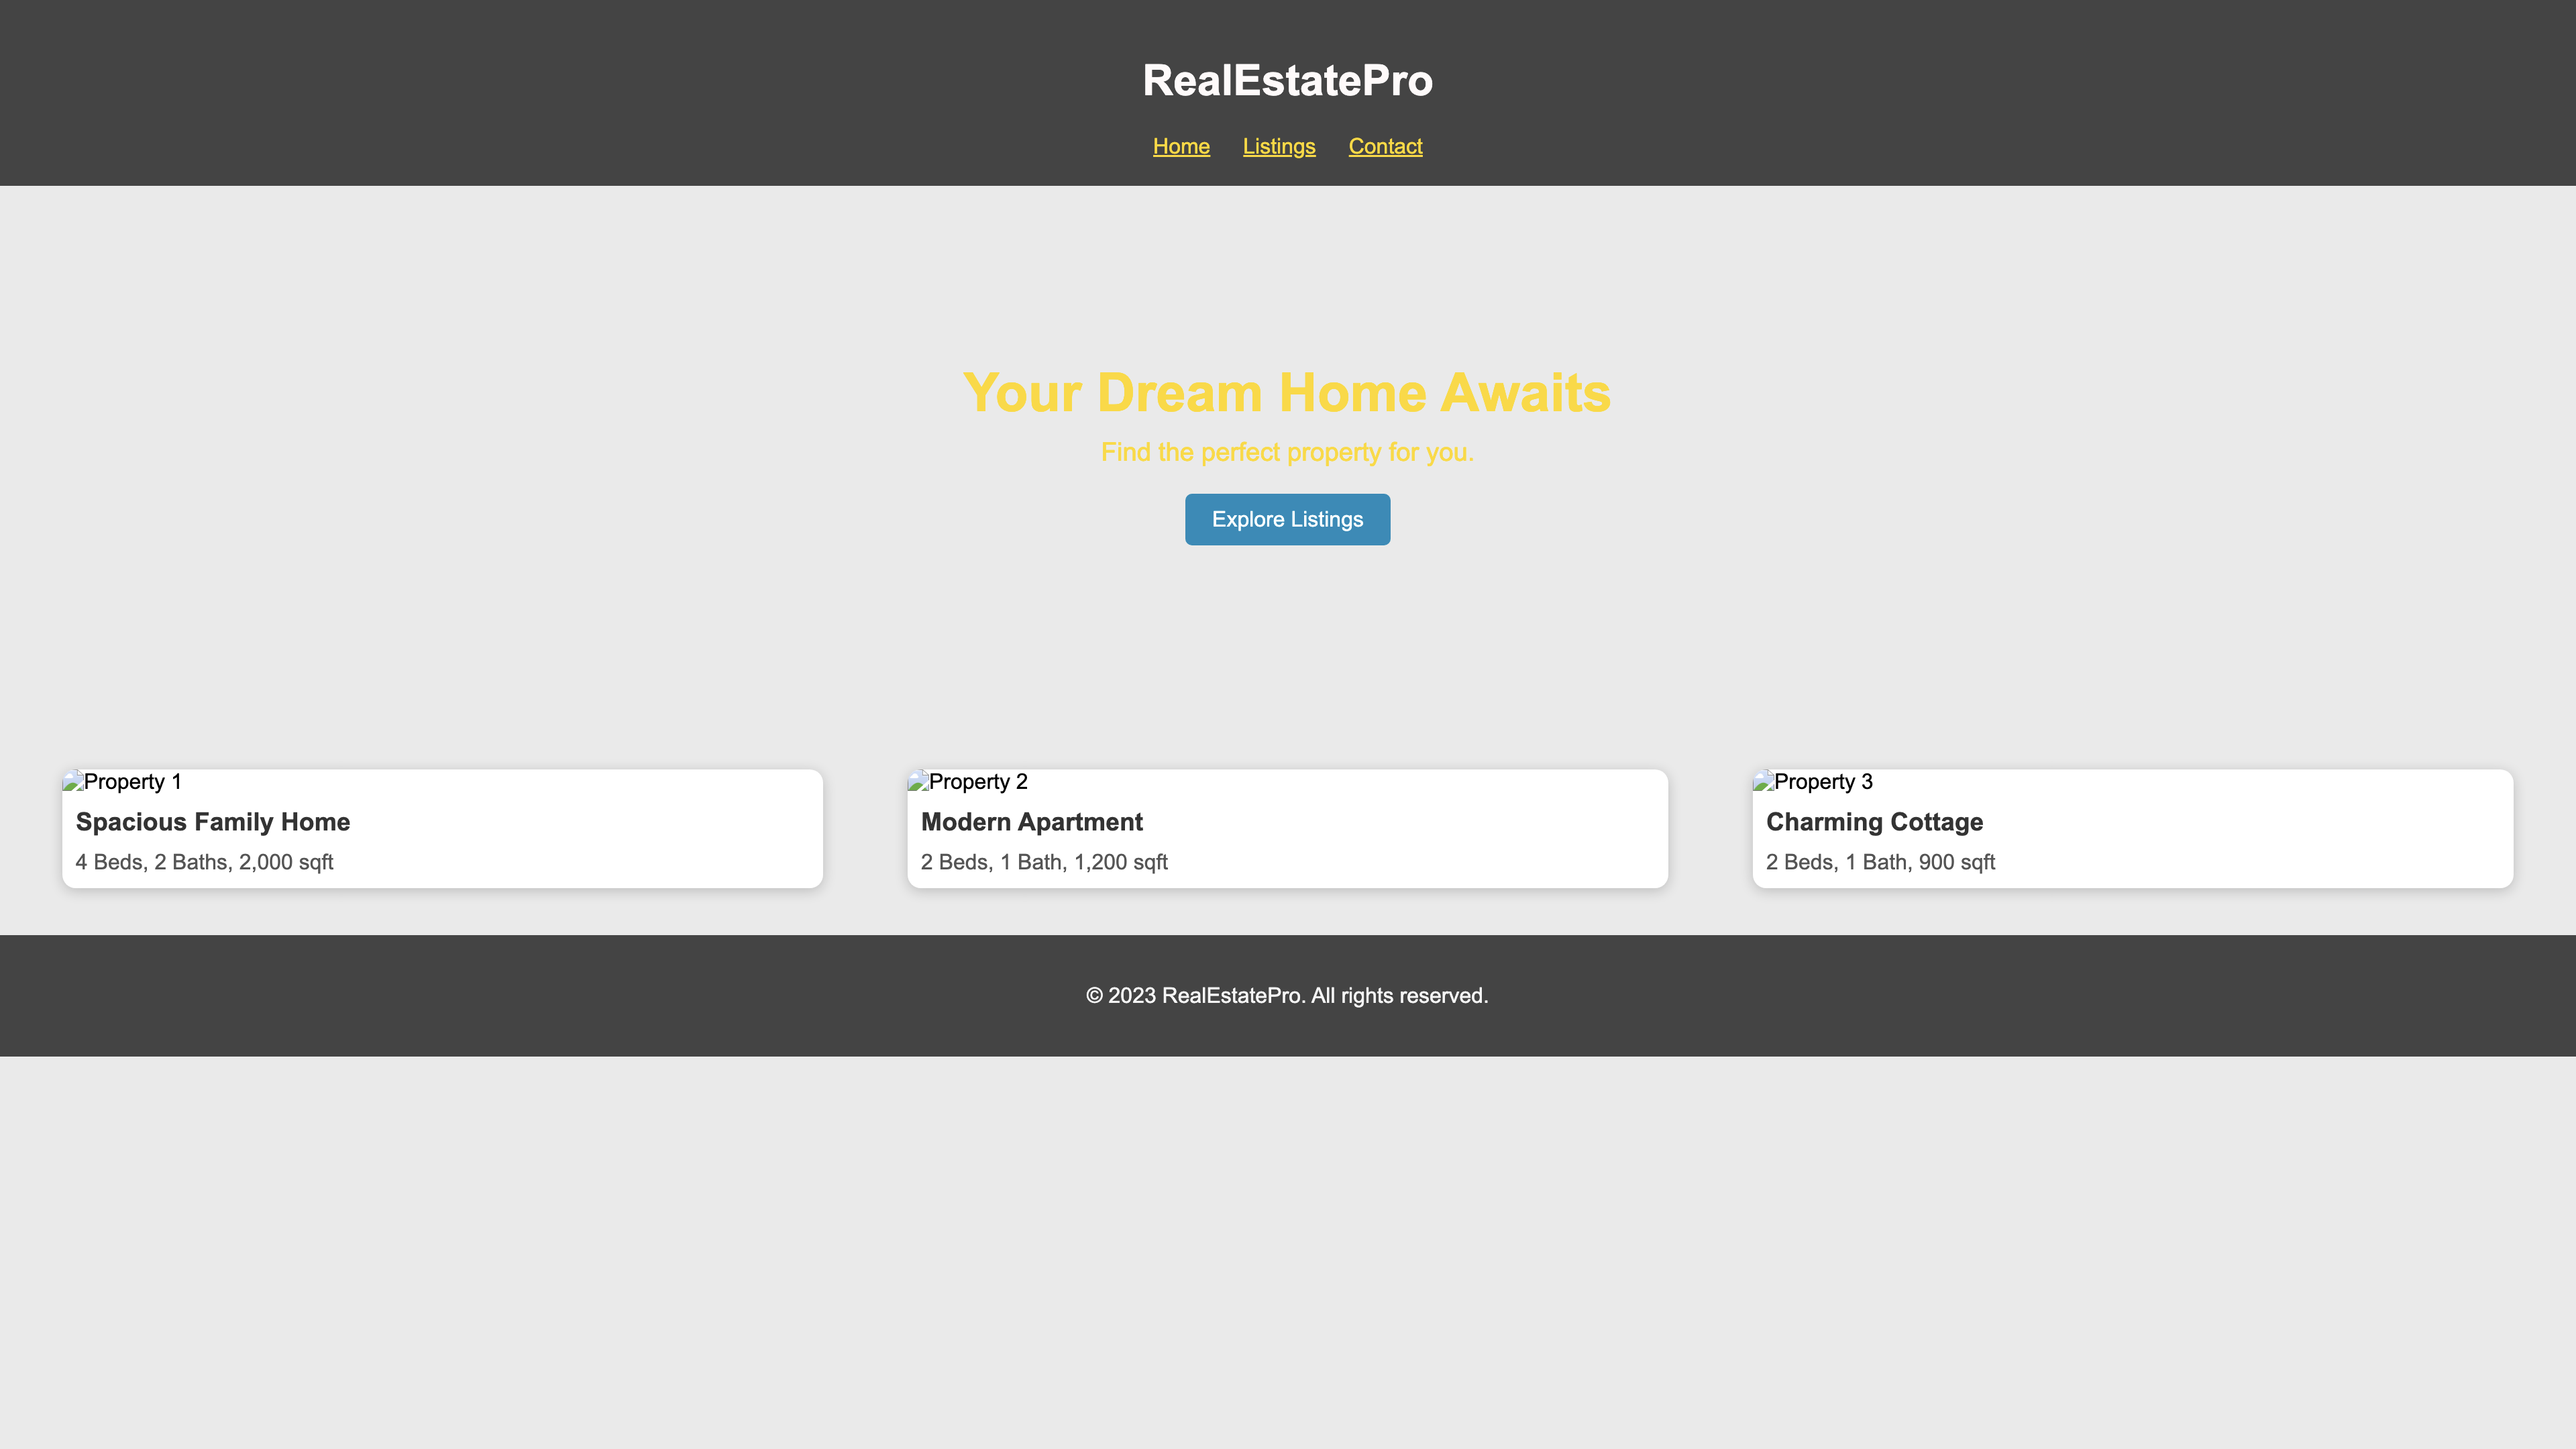 RealEstatePro
Home Listings Contact
Your Dream Home Awaits
Find the perfect property for you.
Explore Listings
Property 1
Spacious Family Home
4 Beds, 2 Baths, 2,000 sqft
Property 2
Modern Apartment
2 Beds, 1 Bath, 1,200 sqft
Property 3
Charming Cottage
2 Beds, 1 Bath, 900 sqft
© 2023 RealEstatePro. All rights reserved.